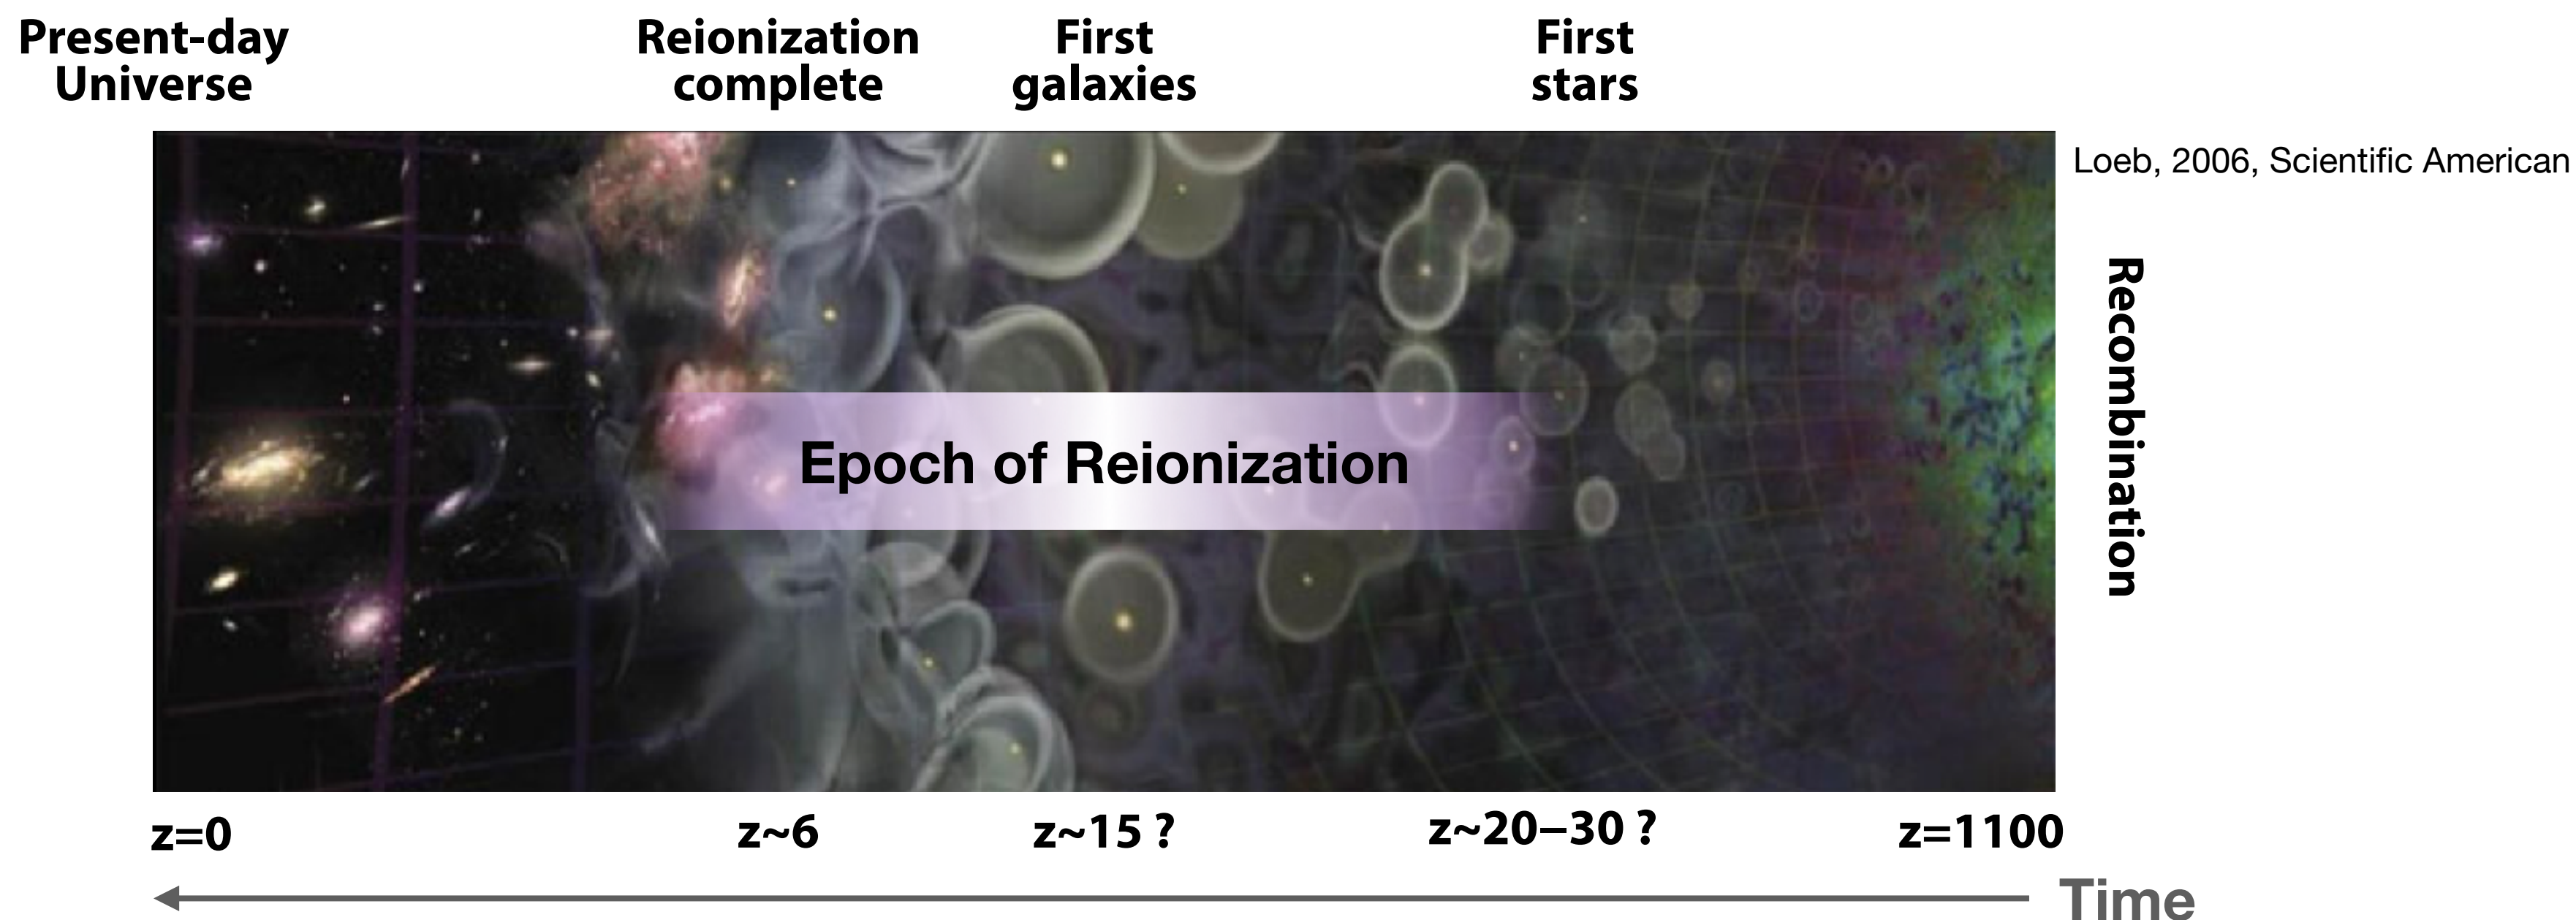 Present-day
Universe
Reionization
complete
First
galaxies
First
stars
Loeb, 2006, Scientific American
Recombination
Epoch of Reionization
z=0
z~6
z~15 ?
z~20–30 ?
z=1100
Time